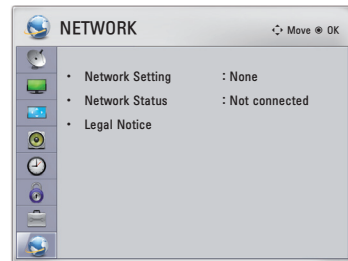 NETWORK
Move OK
• Network Setting : None
• Network Status : Not connected
• Legal Notice